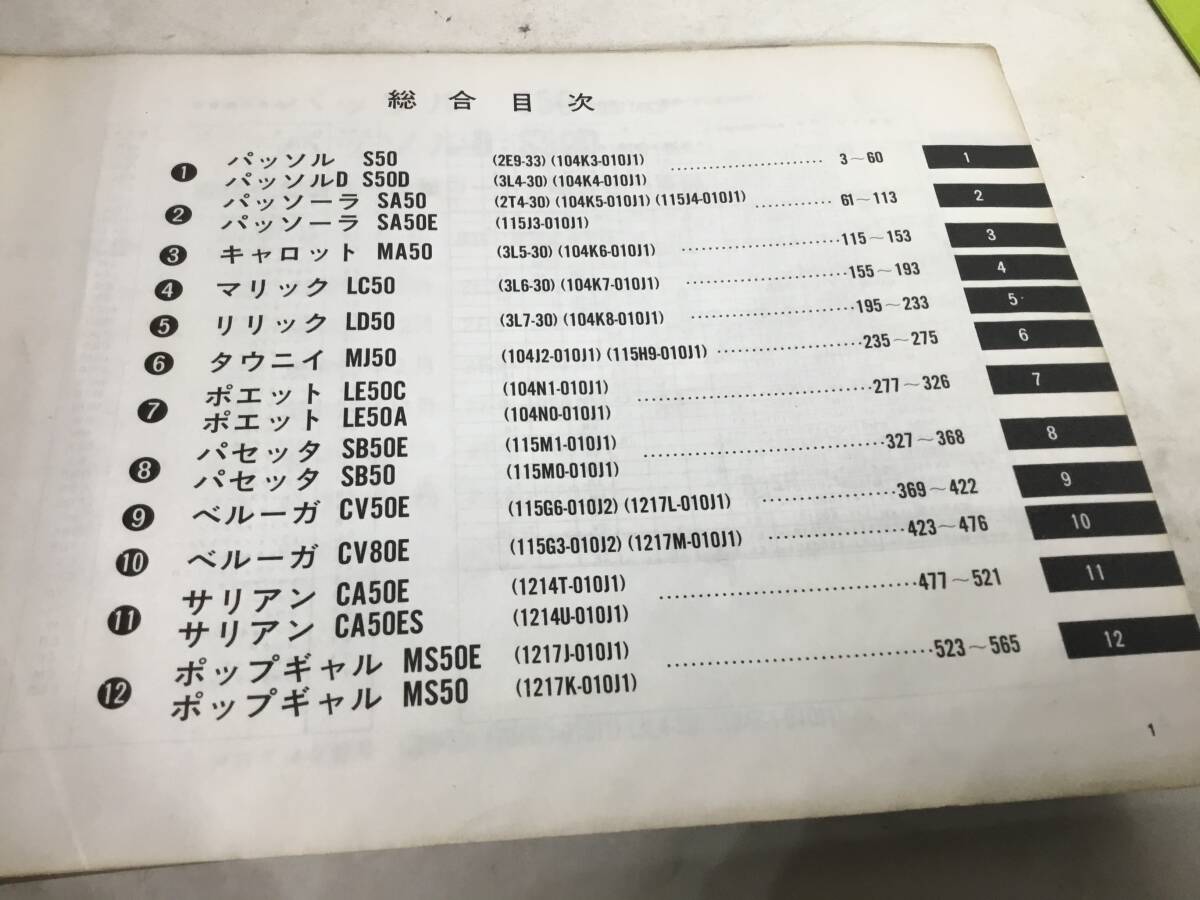 総合目次
❶ パッソル S50 (2E9-33)(104K3-010J1) 3～60 1
パッソルD S50D (3L4-30)(104K4-010J1)
❷ パッソーラ SA50 (2T4-30)(104K5-010J1)(115J4-010J1) 61～113 2
パッソーラ SA50E (115J3-010J1)
❸ キャロット MA50 (3L5-30)(104K6-010J1) 115～153 3
❹ マリック LC50 (3L6-30)(104K7-010J1) 155～193 4
❺ リリック LD50 (3L7-30)(104K8-010J1) 195～233 5
❻ タウニイ MJ50 (104J2-010J1)(115H9-010J1) 235～275 6
❼ ポエット LE50C (104N1-010J1) 277～326 7
ポエット LE50A (104N0-010J1)
❽ パセッタ SB50E (115M1-010J1) 327～368 8
パセッタ SB50 (115M0-010J1)
❾ ベルーガ CV50E (115G6-010J2)(1217L-010J1) 369～422 9
❿ ベルーガ CV80E (115G3-010J2)(1217M-010J1) 423～476 10
⓫ サリアン CA50E (1214T-010J1) 477～521 11
サリアン CA50ES (1214U-010J1)
⓬ ポップギャル MS50E (1217J-010J1) 523～565 12
ポップギャル MS50 (1217K-010J1)
1